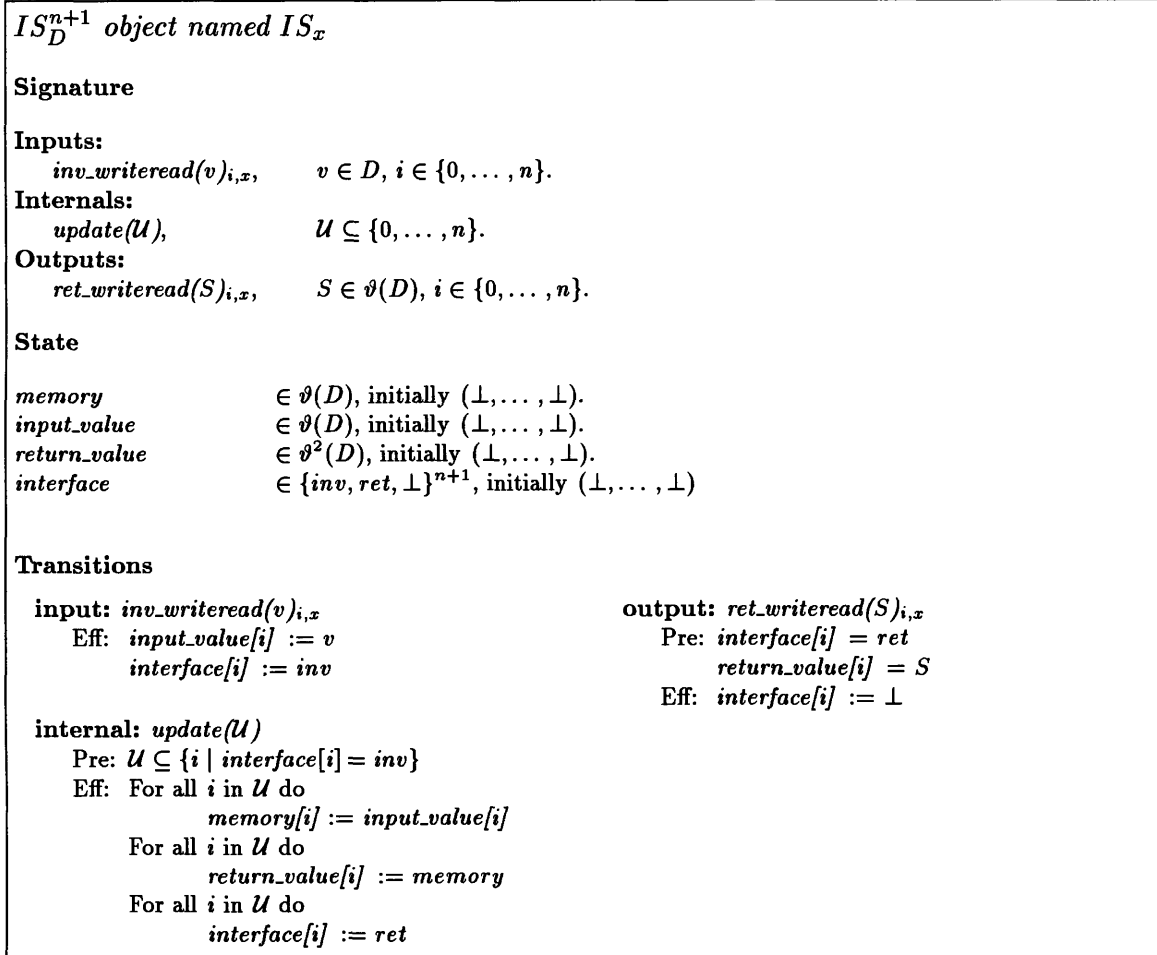 IS_D^{n+1} object named IS_x
Signature
Inputs:
inv_writeread(v)_{i,x}, v ∈ D, i ∈ {0, ... , n}.
Internals:
update(𝒰), 𝒰 ⊆ {0, ... , n}.
Outputs:
ret_writeread(S)_{i,x}, S ∈ ϑ(D), i ∈ {0, ... , n}.
State
memory ∈ ϑ(D), initially (⊥, ... , ⊥).
input_value ∈ ϑ(D), initially (⊥, ... , ⊥).
return_value ∈ ϑ²(D), initially (⊥, ... , ⊥).
interface ∈ {inv, ret, ⊥}^{n+1}, initially (⊥, ... , ⊥)
Transitions
input: inv_writeread(v)_{i,x}
Eff: input_value[i] := v
interface[i] := inv
internal: update(𝒰)
Pre: 𝒰 ⊆ {i | interface[i] = inv}
Eff: For all i in 𝒰 do
memory[i] := input_value[i]
For all i in 𝒰 do
return_value[i] := memory
For all i in 𝒰 do
interface[i] := ret
output: ret_writeread(S)_{i,x}
Pre: interface[i] = ret
return_value[i] = S
Eff: interface[i] := ⊥